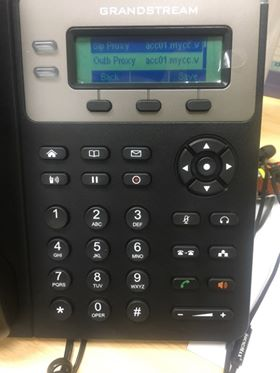 GRANDSTREAM
Sip Proxy acc01.mycc.v
Outb Proxy acc01.mycc.v
Back Save
1 2 ABC 3 DEF
4 GHI 5 JKL 6 MNO
7 PQRS 8 TUV 9 WXYZ
* 0 OPER #
− +